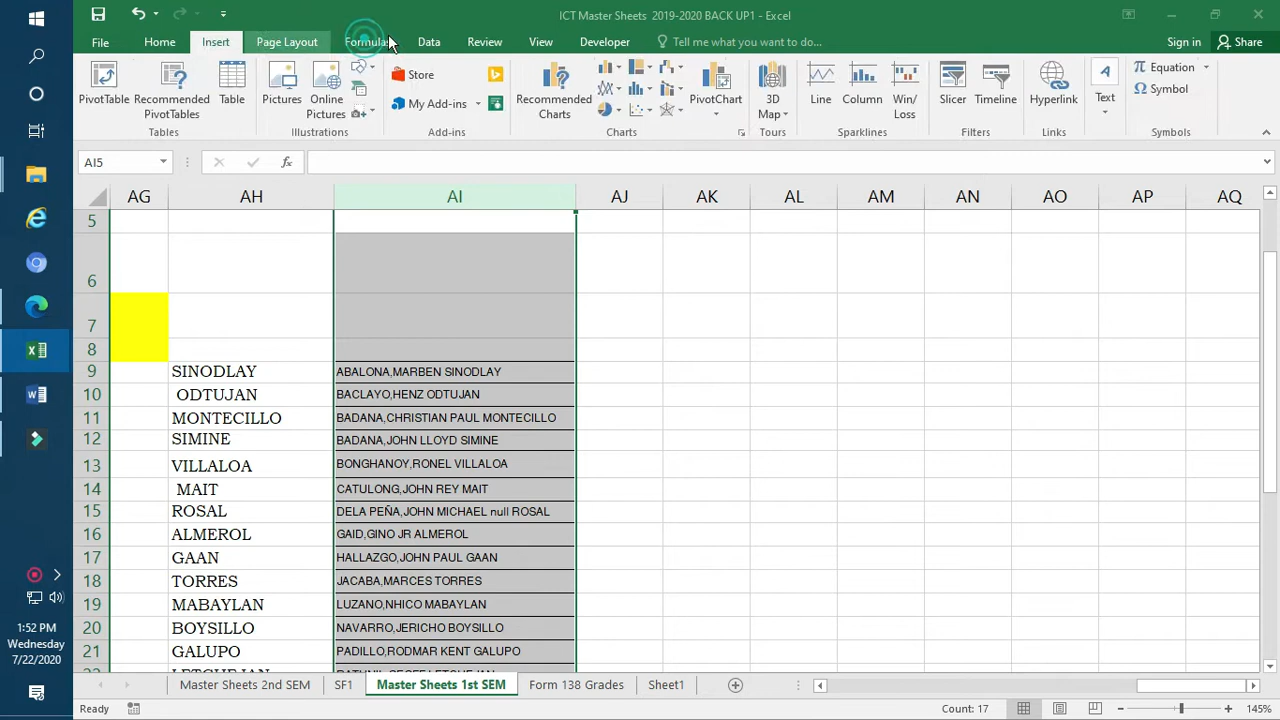 ICT Master Sheets 2019-2020 BACK UP1 - Excel
File Home Insert Page Layout Formulas Data Review View Developer Tell me what you want to do... Sign in Share
PivotTable Recommended PivotTables Table Pictures Online Pictures Store My Add-ins Recommended Charts PivotChart 3D Map Line Column Win/Loss Slicer Timeline Hyperlink Text Equation Symbol
Tables Illustrations Add-ins Charts Tours Sparklines Filters Links Symbols
AI5 fx
AG AH AI AJ AK AL AM AN AO AP AQ
5
6
7
8
9 SINODLAY ABALONA,MARBEN SINODLAY
10 ODTUJAN BACLAYO,HENZ ODTUJAN
11 MONTECILLO BADANA,CHRISTIAN PAUL MONTECILLO
12 SIMINE BADANA,JOHN LLOYD SIMINE
13 VILLALOA BONGHANOY,RONEL VILLALOA
14 MAIT CATULONG,JOHN REY MAIT
15 ROSAL DELA PEÑA,JOHN MICHAEL null ROSAL
16 ALMEROL GAID,GINO JR ALMEROL
17 GAAN HALLAZGO,JOHN PAUL GAAN
18 TORRES JACABA,MARCES TORRES
19 MABAYLAN LUZANO,NHICO MABAYLAN
20 BOYSILLO NAVARRO,JERICHO BOYSILLO
21 GALUPO PADILLO,RODMAR KENT GALUPO
Master Sheets 2nd SEM SF1 Master Sheets 1st SEM Form 138 Grades Sheet1
Ready Count: 17 145%
1:52 PM
Wednesday
7/22/2020